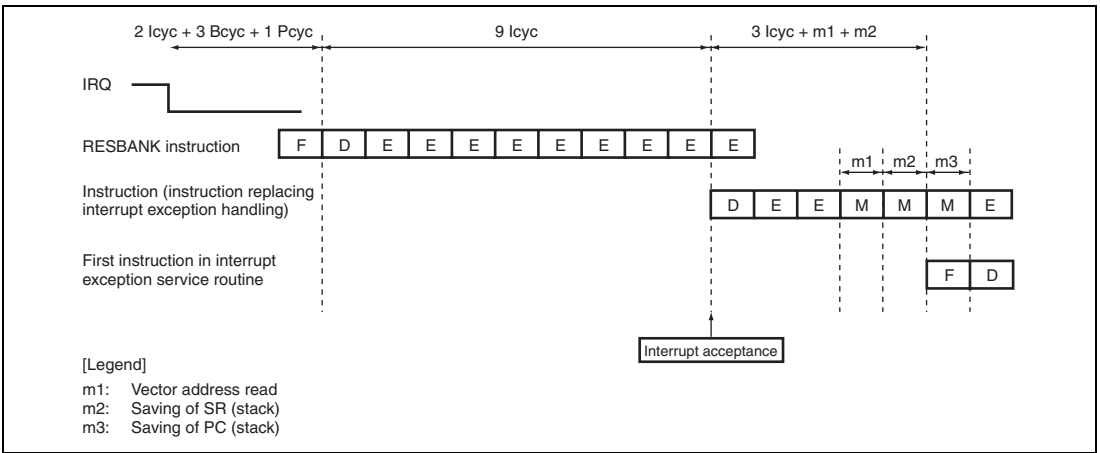 2 Icyc + 3 Bcyc + 1 Pcyc 9 Icyc 3 Icyc + m1 + m2
IRQ
RESBANK instruction F D E E E E E E E E E
m1 m2 m3
Instruction (instruction replacing
interrupt exception handling)
D E E M M M E
First instruction in interrupt
exception service routine
F D
Interrupt acceptance
[Legend]
m1: Vector address read
m2: Saving of SR (stack)
m3: Saving of PC (stack)